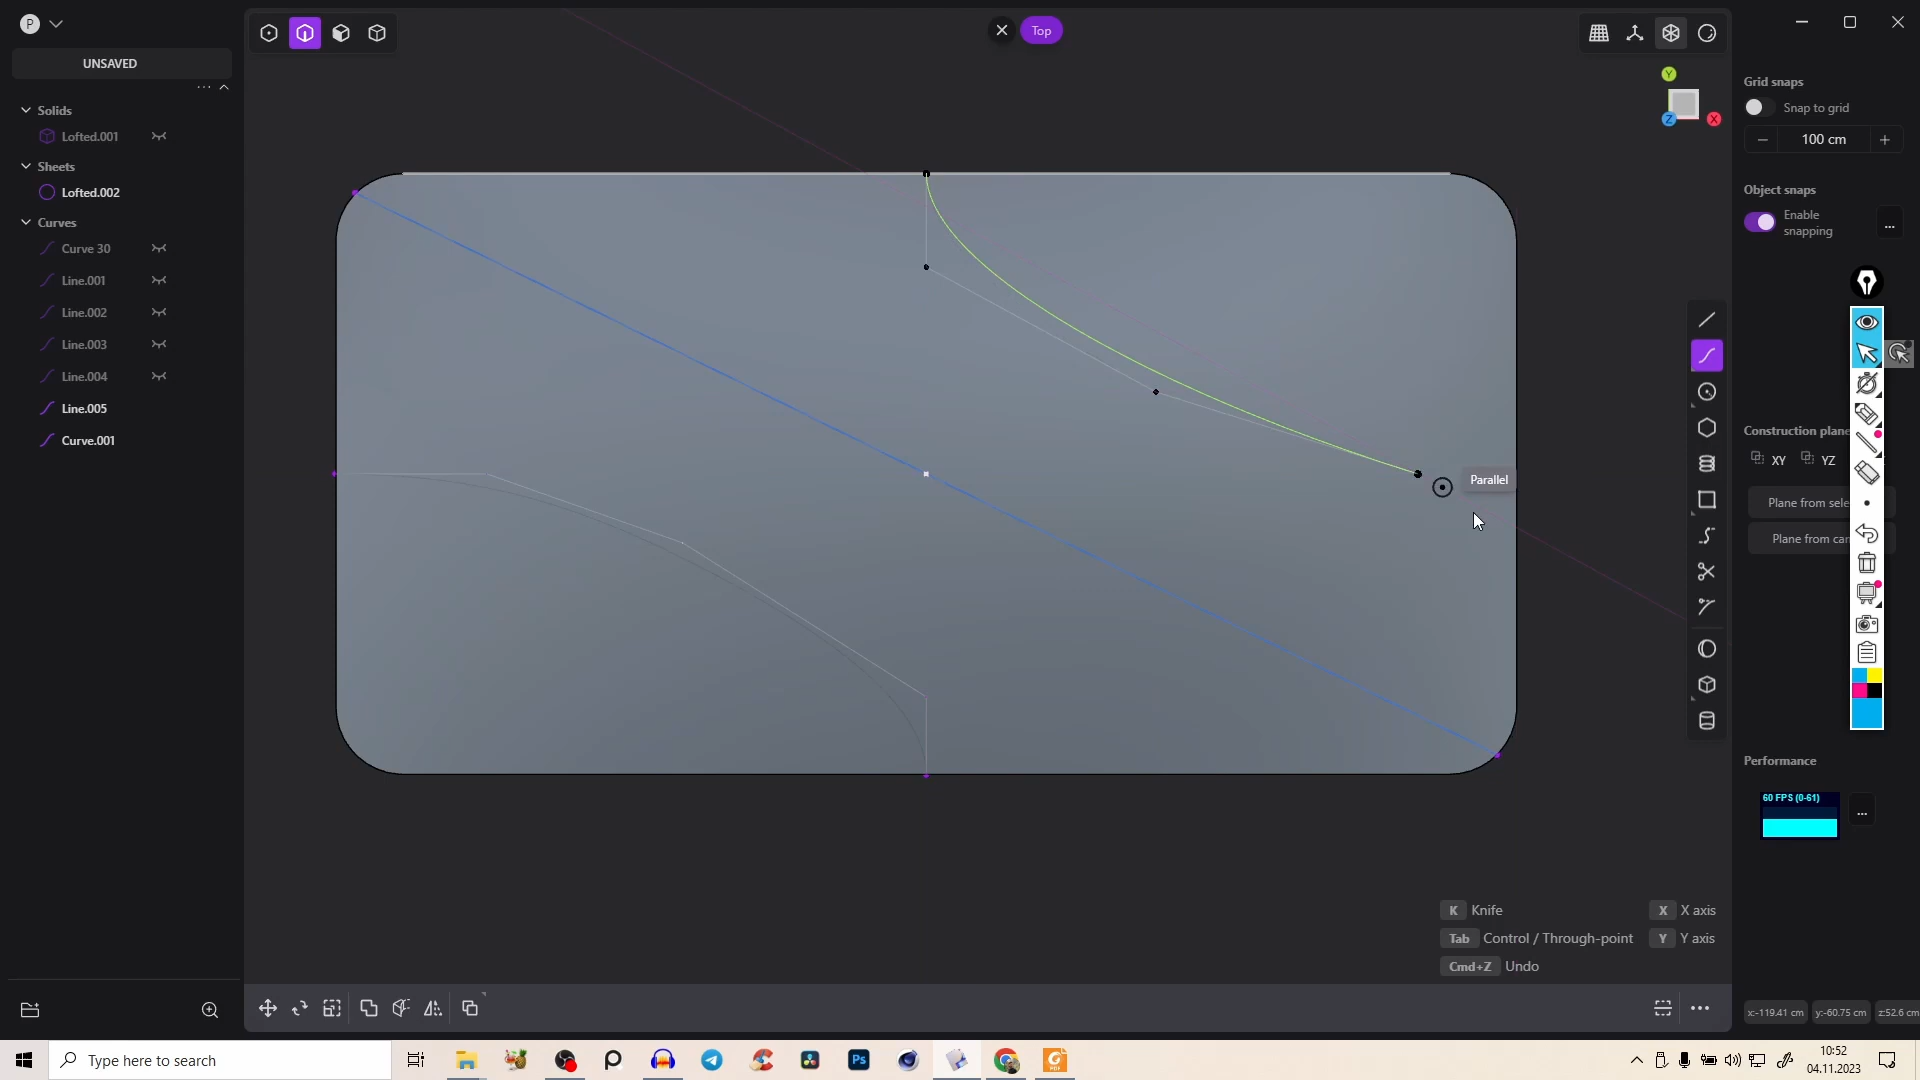 P
UNSAVED
Solids
Lofted.001
Sheets
Lofted.002
Curves
Curve 30
Line.001
Line.002
Line.003
Line.004
Line.005
Curve.001
Top
Y
Z
X
Parallel
K Knife
X X axis
Tab Control / Through-point
Y Y axis
Cmd+Z Undo
Grid snaps
Snap to grid
100 cm
Object snaps
Enable
snapping
...
Construction plane
XY YZ
Plane from sele
Plane from car
Performance
60 FPS (0-61)
...
x:-119.41 cm y:-60.75 cm z:52.6 cm
Type here to search
Ps
PDF
10:52
04.11.2023